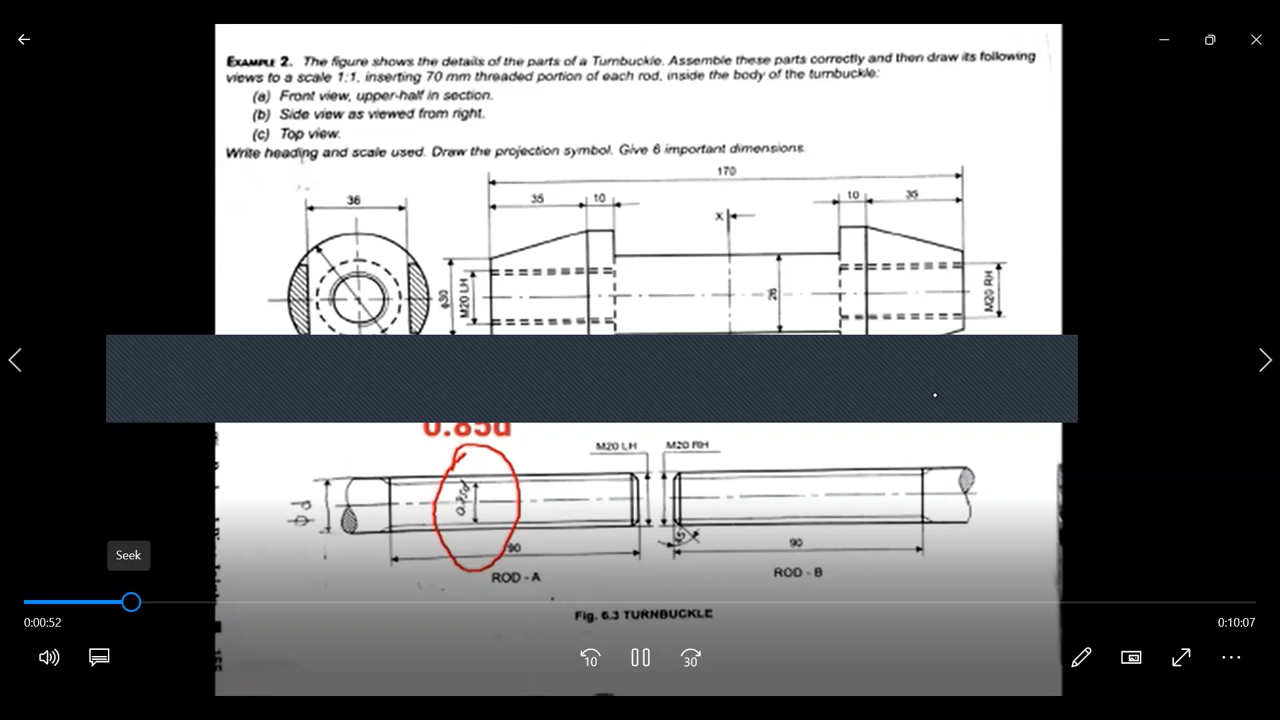 EXAMPLE 2. The figure shows the details of the parts of a Turnbuckle. Assemble these parts correctly and then draw its following
views to a scale 1:1, inserting 70 mm threaded portion of each rod, inside the body of the turnbuckle:
(a) Front view, upper-half in section.
(b) Side view as viewed from right.
(c) Top view.
Write heading and scale used. Draw the projection symbol. Give 6 important dimensions.
170
36
35
10
10
35
X
ϕ30
M20 LH
26
M20 RH
0.85d
M20 LH
M20 RH
ϕd
0.75d
90
90
ROD - A
ROD - B
Seek
0:00:52
0:10:07
Fig. 6.3 TURNBUCKLE
10
30